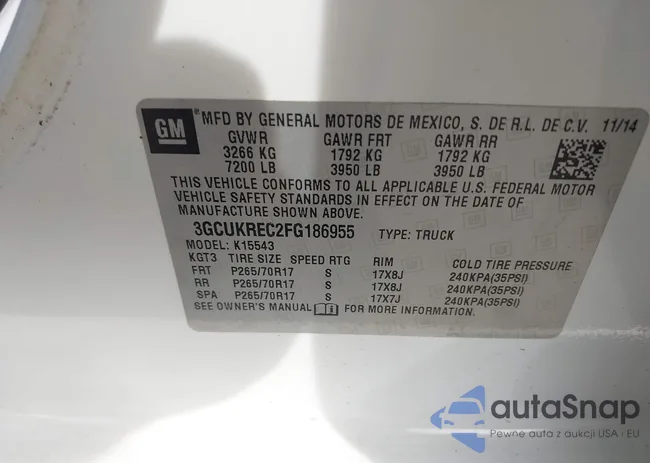 GM ®MFD BY GENERAL MOTORS DE MEXICO, S. DE R.L. DE C.V. 11/14
GVWR GAWR FRT GAWR RR
3266 KG 1792 KG 1792 KG
7200 LB 3950 LB 3950 LB
THIS VEHICLE CONFORMS TO ALL APPLICABLE U.S. FEDERAL MOTOR
VEHICLE SAFETY STANDARDS IN EFFECT ON THE DATE OF
MANUFACTURE SHOWN ABOVE.
3GCUKREC2FG186955 TYPE: TRUCK
MODEL: K15543
KGT3 TIRE SIZE SPEED RTG RIM COLD TIRE PRESSURE
FRT P265/70R17 S 17X8J 240KPA(35PSI)
RR P265/70R17 S 17X8J 240KPA(35PSI)
SPA P265/70R17 S 17X7J 240KPA(35PSI)
SEE OWNER'S MANUAL FOR MORE INFORMATION.
autaSnap
Pewne auta z aukcji USA i EU